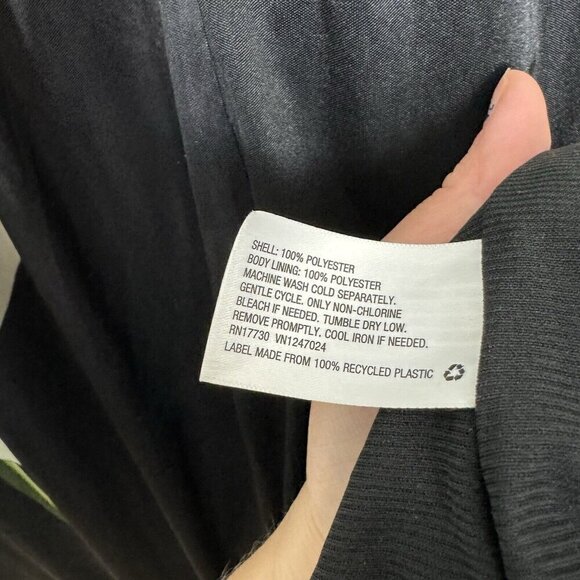 SHELL: 100% POLYESTER
BODY LINING: 100% POLYESTER
MACHINE WASH COLD SEPARATELY.
GENTLE CYCLE. ONLY NON-CHLORINE
BLEACH IF NEEDED. TUMBLE DRY LOW.
REMOVE PROMPTLY. COOL IRON IF NEEDED.
RN17730 VN1247024
LABEL MADE FROM 100% RECYCLED PLASTIC